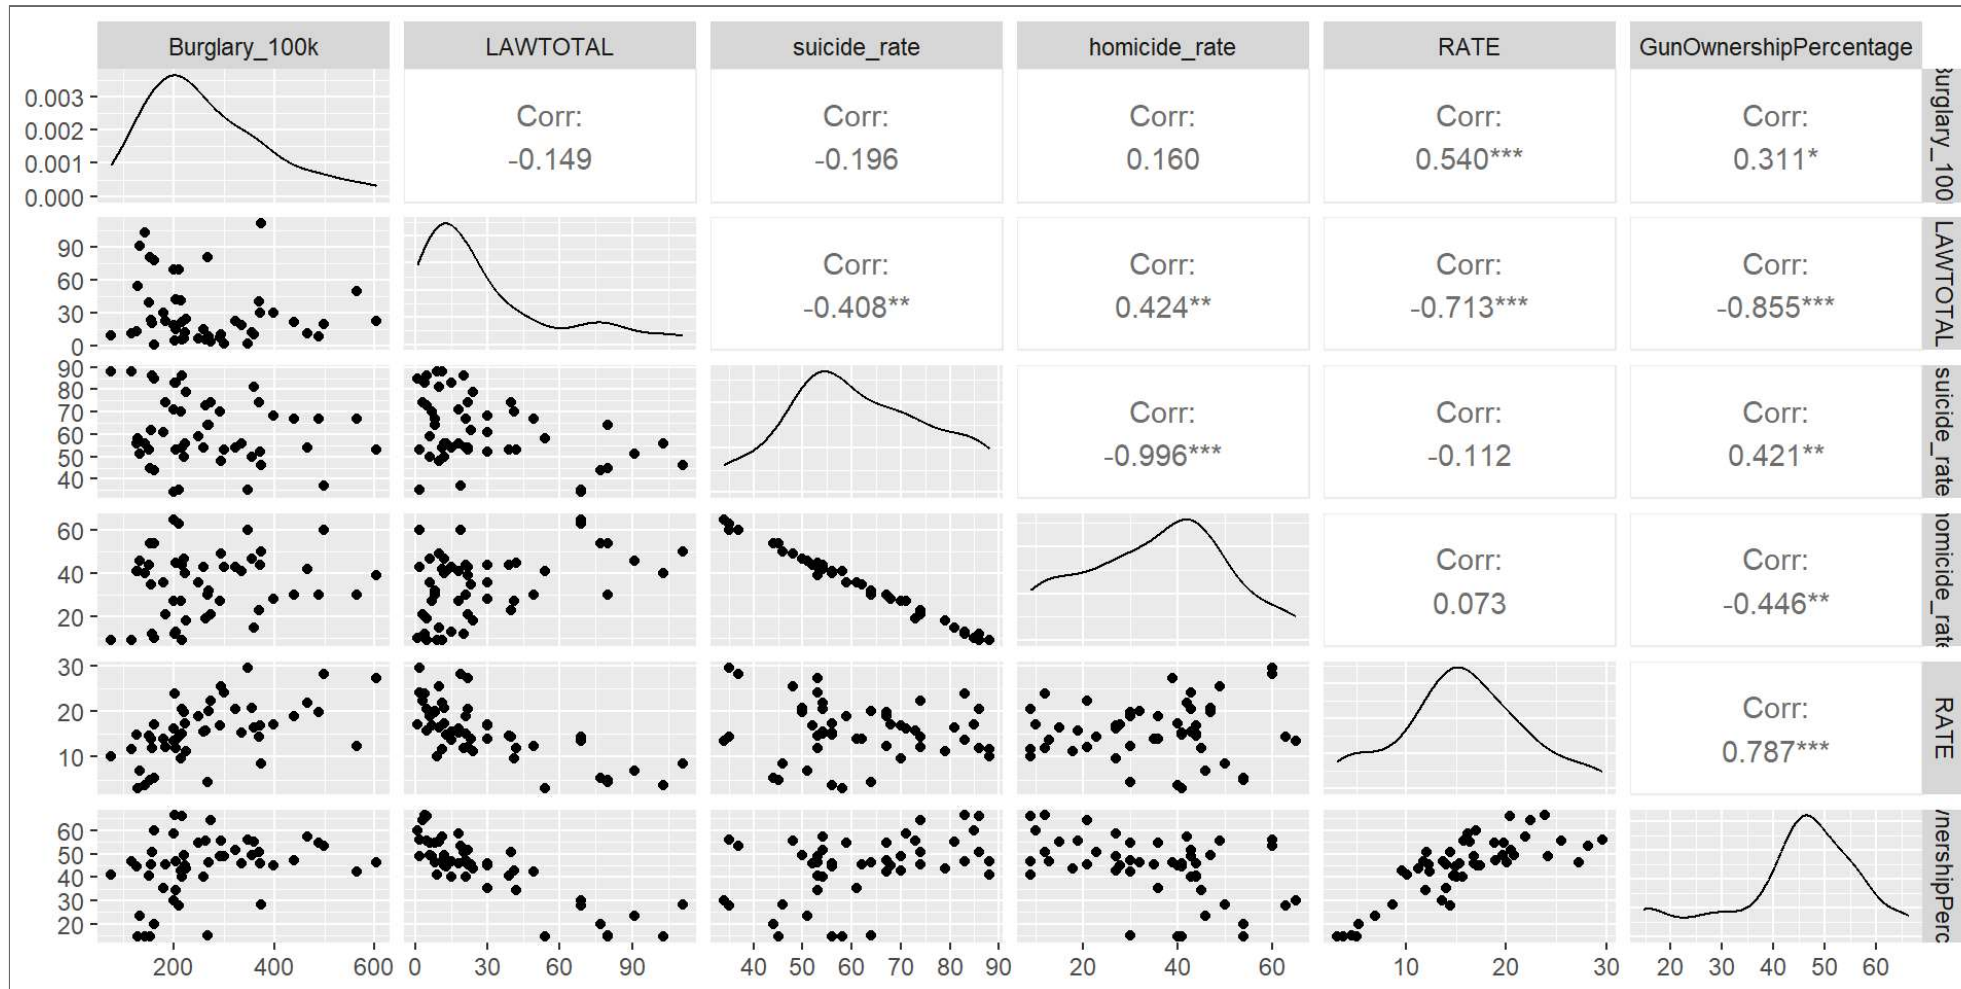 Burglary_100k LAWTOTAL suicide_rate homicide_rate RATE GunOwnershipPercentage
0.003
0.002
0.001
0.000
Corr:
-0.149
Corr:
-0.196
Corr:
0.160
Corr:
0.540***
Corr:
0.311*
Burglary_100
90
60
30
0
Corr:
-0.408**
Corr:
0.424**
Corr:
-0.713***
Corr:
-0.855***
LAWTOTAL
90
80
70
60
50
40
Corr:
-0.996***
Corr:
-0.112
Corr:
0.421**
suicide_rate
60
40
20
Corr:
0.073
Corr:
-0.446**
homicide_rate
30
20
10
Corr:
0.787***
RATE
60
50
40
30
20
wnershipPerc
200 400 600 0 30 60 90 40 50 60 70 80 90 20 40 60 10 20 30 20 30 40 50 60